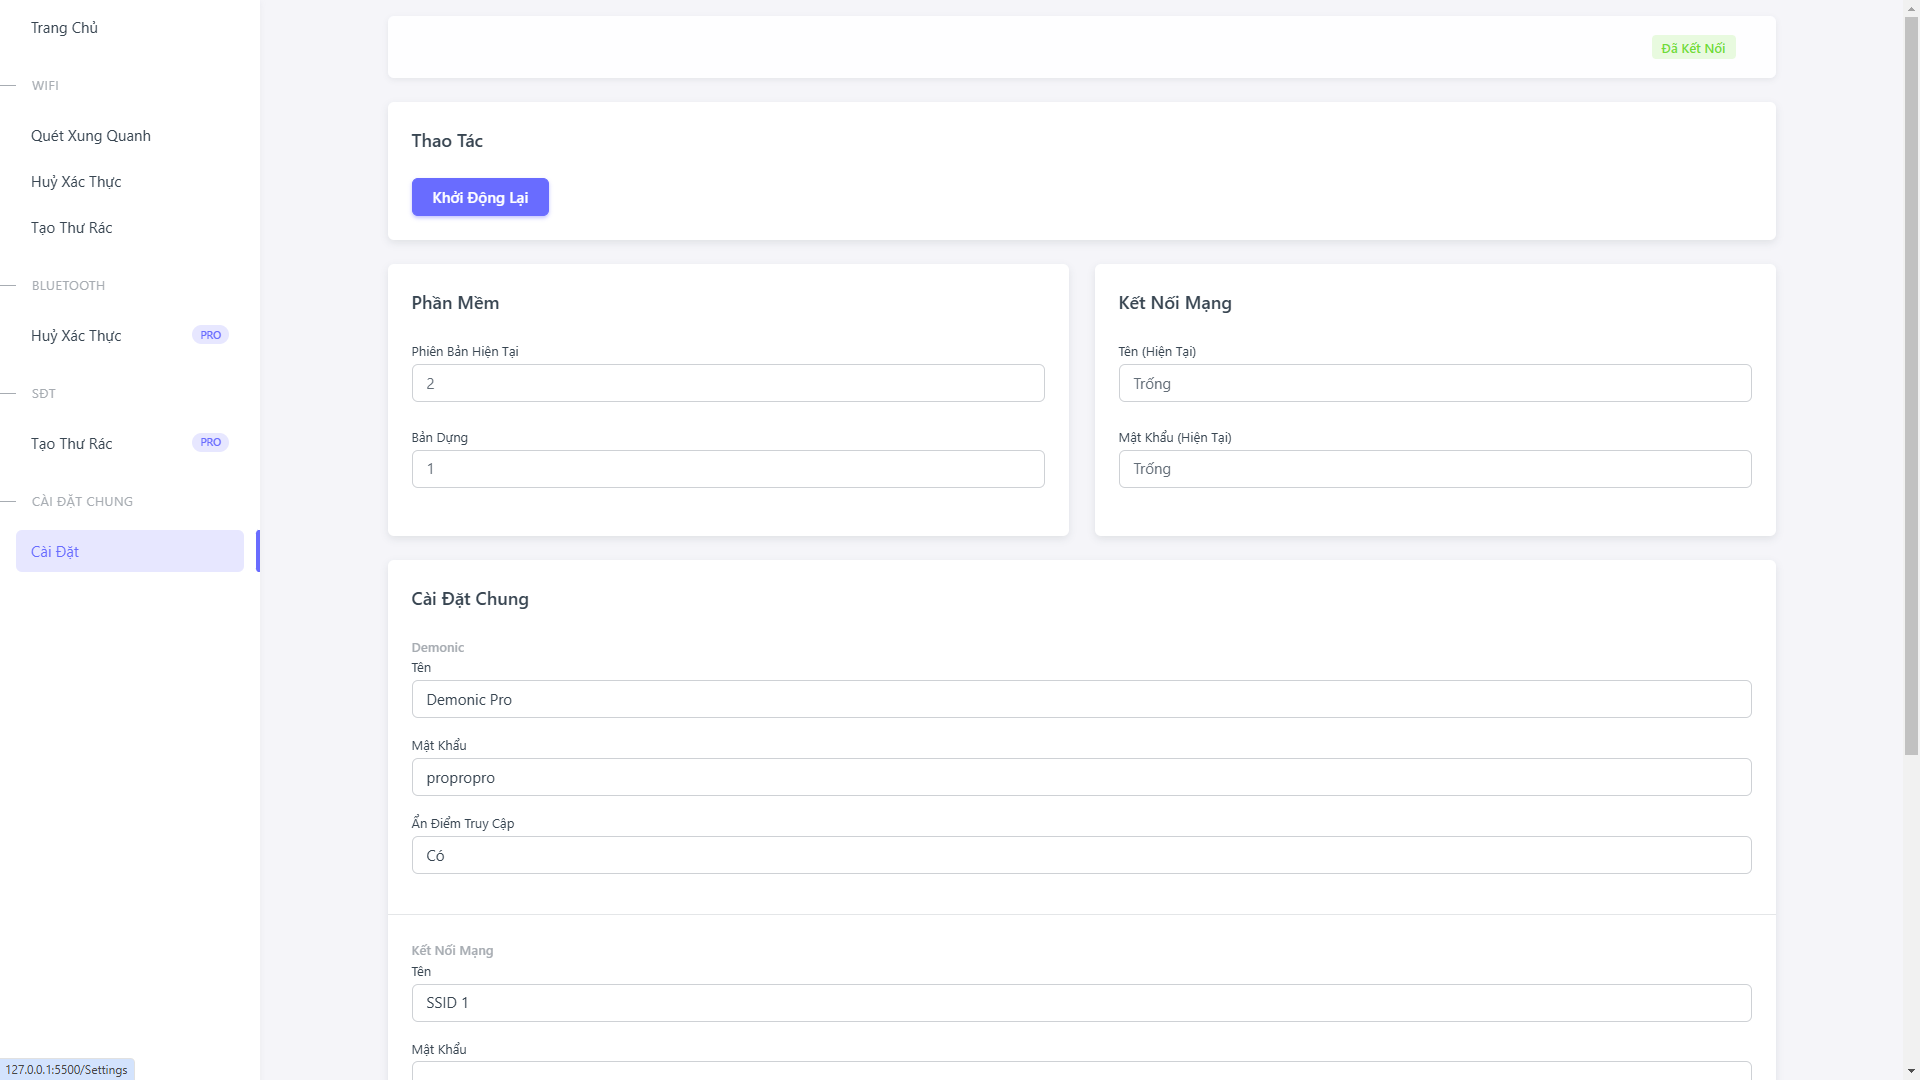 Trang Chủ
WIFI
Quét Xung Quanh
Huỷ Xác Thực
Tạo Thư Rác
BLUETOOTH
Huỷ Xác Thực PRO
SĐT
Tạo Thư Rác PRO
CÀI ĐẶT CHUNG
Cài Đặt
Đã Kết Nối
Thao Tác
Khởi Động Lại
Phần Mềm
Phiên Bản Hiện Tại
2
Bản Dựng
1
Kết Nối Mạng
Tên (Hiện Tại)
Trống
Mật Khẩu (Hiện Tại)
Trống
Cài Đặt Chung
Demonic
Tên
Demonic Pro
Mật Khẩu
propropro
Ẩn Điểm Truy Cập
Có
Kết Nối Mạng
Tên
SSID 1
Mật Khẩu
127.0.0.1:5500/Settings